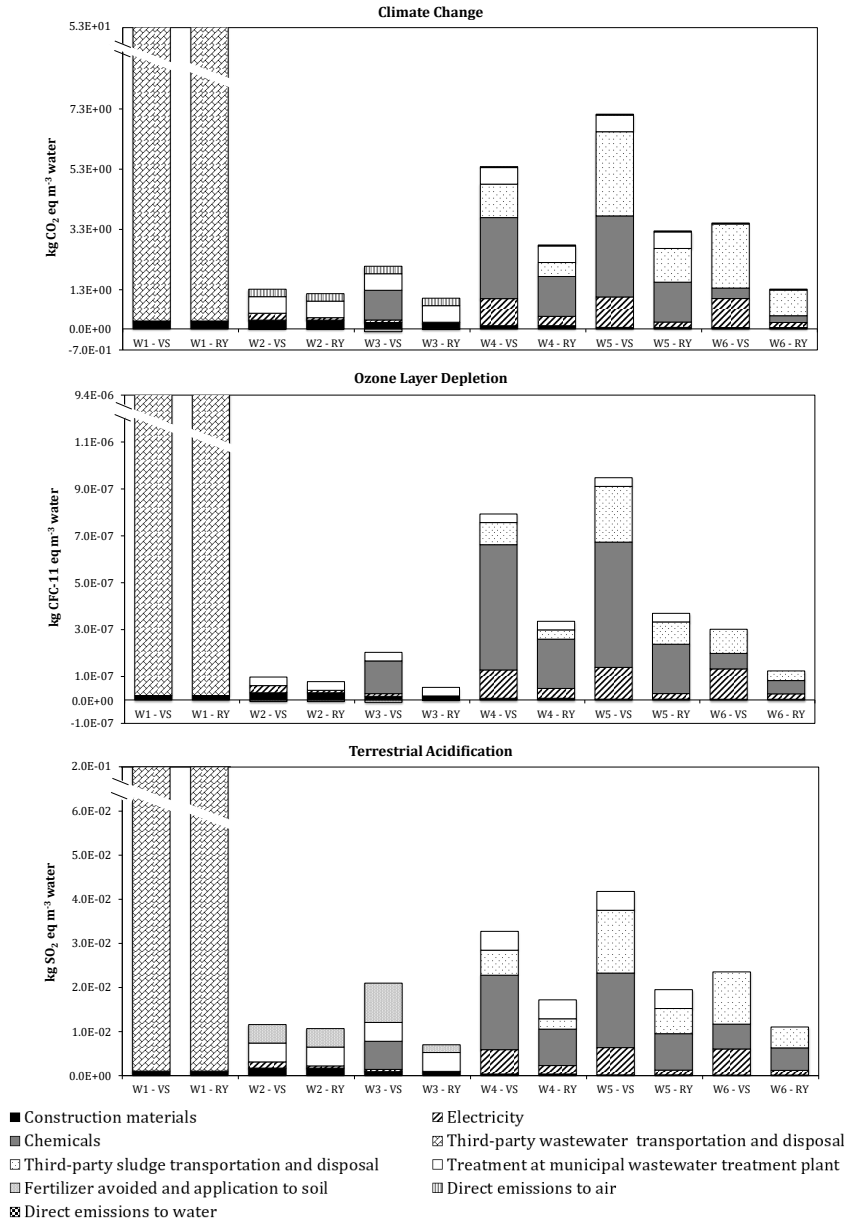 Climate Change
5.3E+01
7.3E+00
5.3E+00
3.3E+00
1.3E+00
0.0E+00
-7.0E-01
kg CO₂ eq m⁻³ water
W1 - VS W1 - RY W2 - VS W2 - RY W3 - VS W3 - RY W4 - VS W4 - RY W5 - VS W5 - RY W6 - VS W6 - RY
Ozone Layer Depletion
9.4E-06
1.1E-06
9.0E-07
7.0E-07
5.0E-07
3.0E-07
1.0E-07
0.0E+00
-1.0E-07
kg CFC-11 eq m⁻³ water
W1 - VS W1 - RY W2 - VS W2 - RY W3 - VS W3 - RY W4 - VS W4 - RY W5 - VS W5 - RY W6 - VS W6 - RY
Terrestrial Acidification
2.0E-01
6.0E-02
5.0E-02
4.0E-02
3.0E-02
2.0E-02
1.0E-02
0.0E+00
kg SO₂ eq m⁻³ water
W1 - VS W1 - RY W2 - VS W2 - RY W3 - VS W3 - RY W4 - VS W4 - RY W5 - VS W5 - RY W6 - VS W6 - RY
Construction materials Electricity
Chemicals Third-party wastewater transportation and disposal
Third-party sludge transportation and disposal Treatment at municipal wastewater treatment plant
Fertilizer avoided and application to soil Direct emissions to air
Direct emissions to water